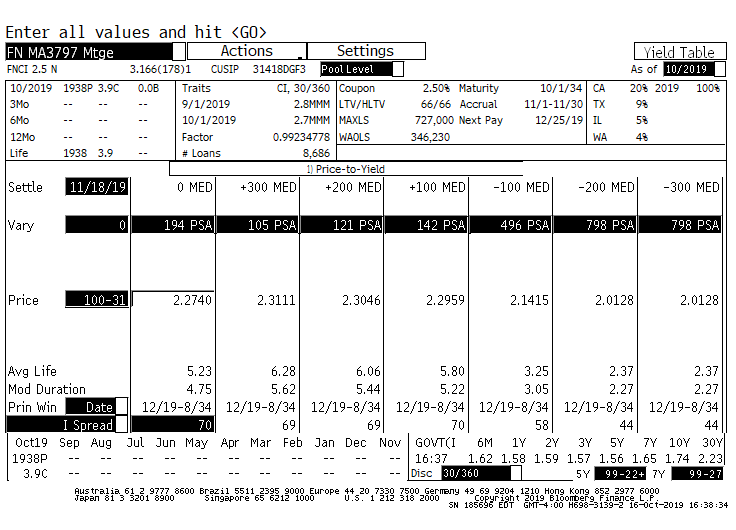 Enter all values and hit <GO>
FN MA3797 Mtge Actions Settings Yield Table
FNCI 2.5 N 3.166(178)1 CUSIP 31418DGF3 Pool Level As of 10/2019
10/2019 1938P 3.9C 0.0B Traits CI, 30/360 Coupon 2.50% Maturity 10/1/34 CA 20% 2019 100%
3Mo -- -- -- 9/1/2019 2.8MMM LTV/HLTV 66/66 Accrual 11/1-11/30 TX 9%
6Mo -- -- -- 10/1/2019 2.7MMM MAXLS 727,000 Next Pay 12/25/19 IL 5%
12Mo -- -- -- Factor 0.99234778 WAOLS 346,230 WA 4%
Life 1938 3.9 -- # Loans 8,686
1) Price-to-Yield
Settle 11/18/19 0 MED +300 MED +200 MED +100 MED -100 MED -200 MED -300 MED
Vary 0 194 PSA 105 PSA 121 PSA 142 PSA 496 PSA 798 PSA 798 PSA
Price 100-31 2.2740 2.3111 2.3046 2.2959 2.1415 2.0128 2.0128
Avg Life 5.23 6.28 6.06 5.80 3.25 2.37 2.37
Mod Duration 4.75 5.62 5.44 5.22 3.05 2.27 2.27
Prin Win Date 12/19-8/34 12/19-8/34 12/19-8/34 12/19-8/34 12/19-8/34 12/19-8/34 12/19-8/34
I Spread 70 69 69 70 58 44 44
Oct19 Sep Aug Jul Jun May Apr Mar Feb Jan Dec Nov GOVT(I 6M 1Y 2Y 3Y 5Y 7Y 10Y 30Y
1938P -- -- -- -- -- -- -- -- -- -- -- 16:37 1.62 1.58 1.59 1.57 1.56 1.65 1.74 2.23
3.9C -- -- -- -- -- -- -- -- -- -- -- Disc 30/360 5Y 99-22+ 7Y 99-27
Australia 61 2 9777 8600 Brazil 5511 2395 9000 Europe 44 20 7330 7500 Germany 49 69 9204 1210 Hong Kong 852 2977 6000
Japan 81 3 3201 8900 Singapore 65 6212 1000 U.S. 1 212 318 2000 Copyright 2019 Bloomberg Finance L.P.
SN 185696 EDT GMT-4:00 H698-3139-2 16-Oct-2019 16:38:34